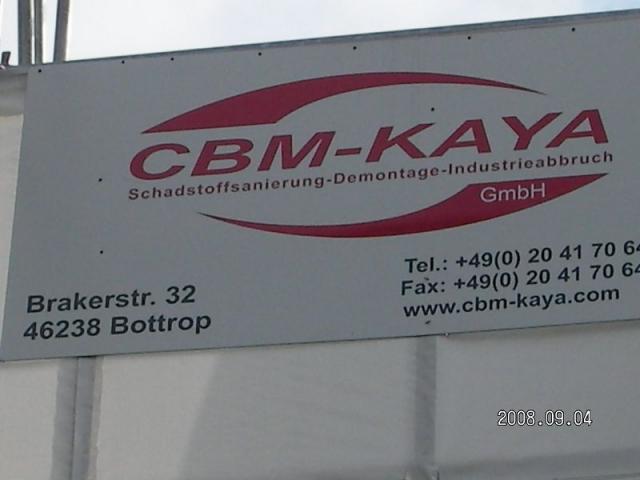 CBM-KAYA
Schadstoffsanierung-Demontage-Industrieabbruch
GmbH
Tel.: +49(0) 20 41 70 64
Fax: +49(0) 20 41 70 64
www.cbm-kaya.com
Brakerstr. 32
46238 Bottrop
2008.09.04